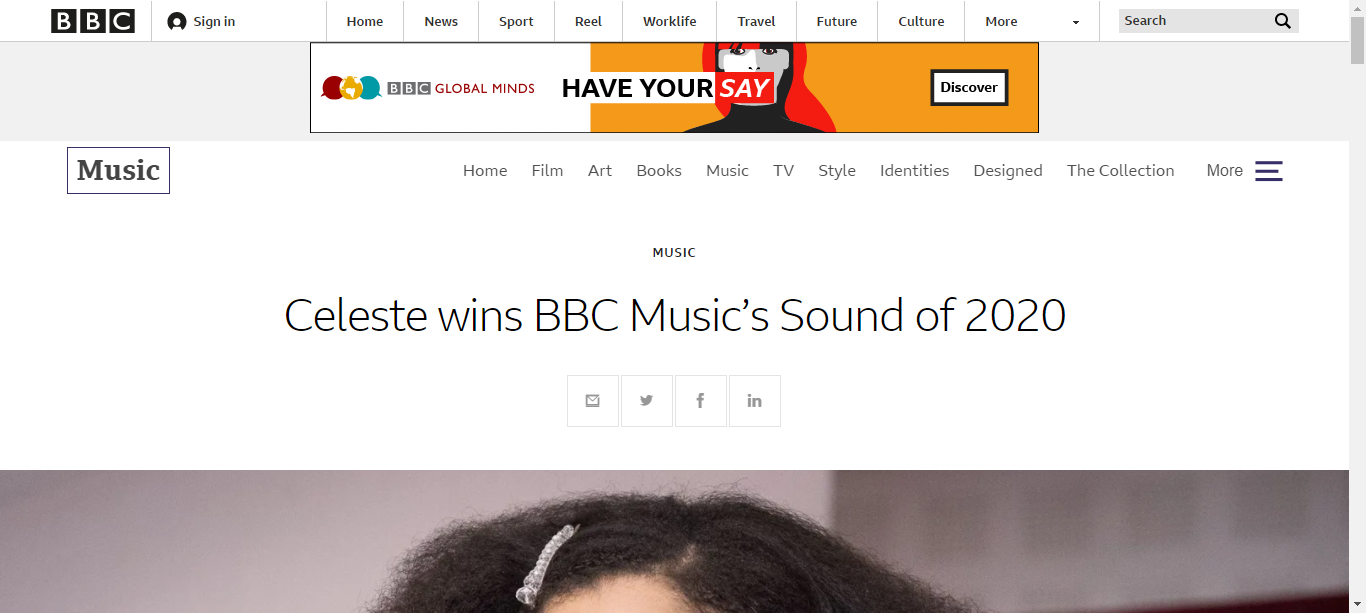 BBC Sign in Home News Sport Reel Worklife Travel Future Culture More Search
BBC GLOBAL MINDS HAVE YOUR SAY Discover
Music Home Film Art Books Music TV Style Identities Designed The Collection More
MUSIC
Celeste wins BBC Music’s Sound of 2020